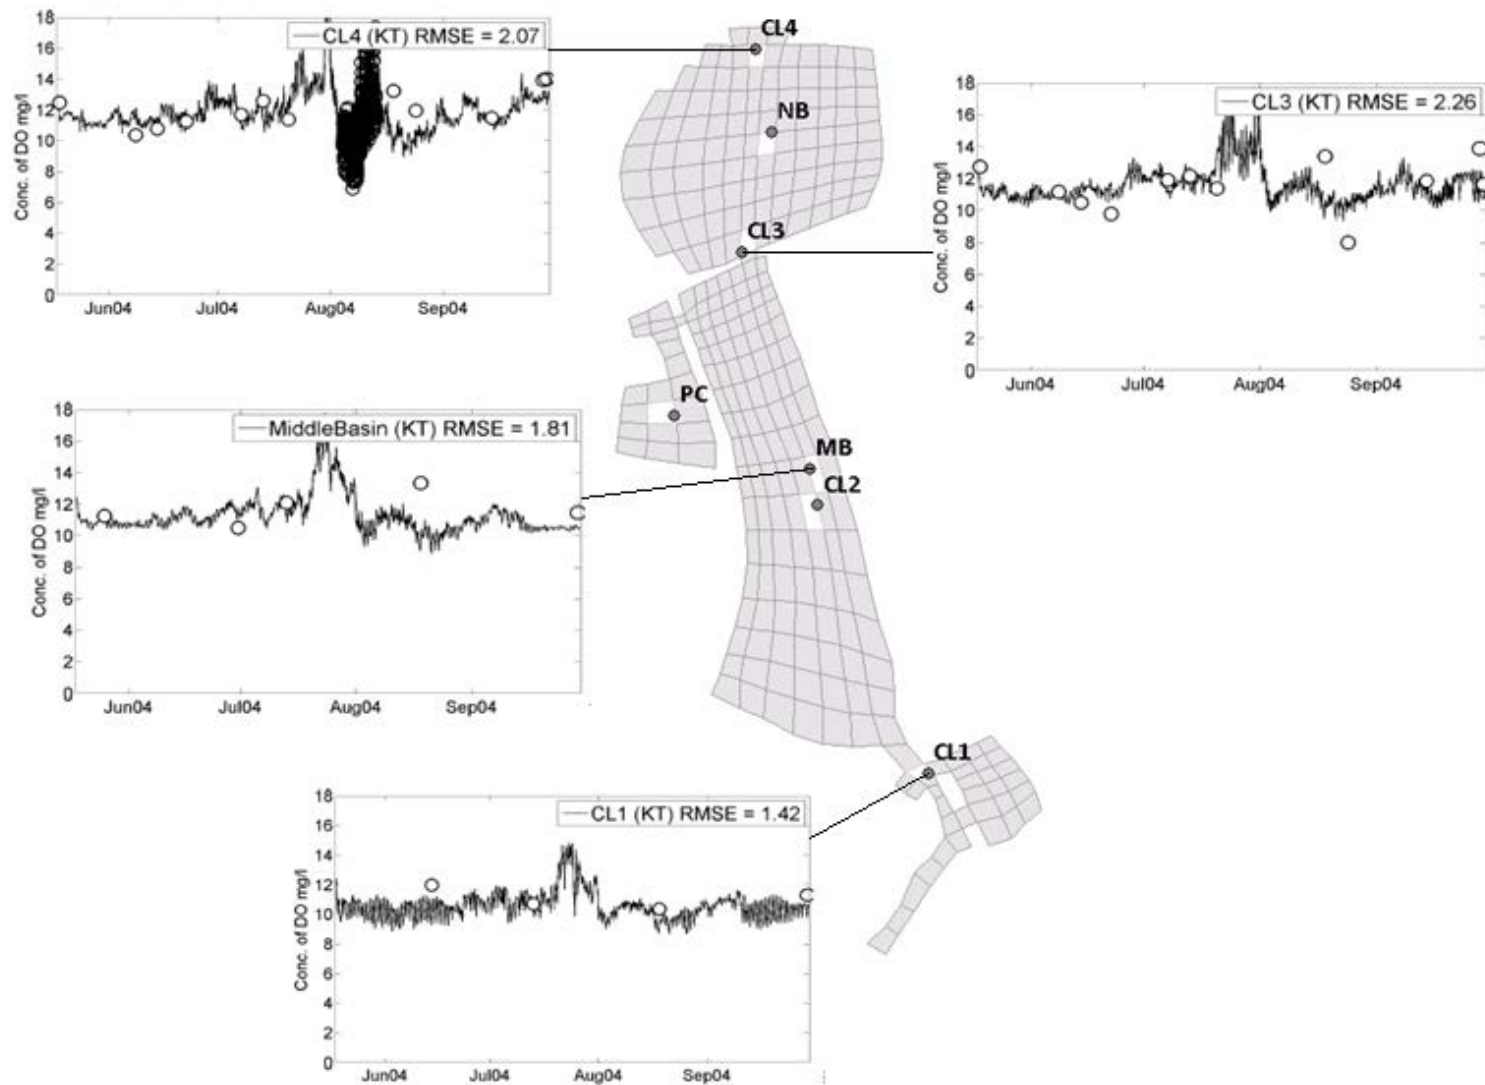 CL4 (KT) RMSE = 2.07
Conc. of DO mg/l
18
16
14
12
10
8
6
4
2
0
Jun04 Jul04 Aug04 Sep04
CL4
NB
CL3
PC
MB
CL2
CL1
CL3 (KT) RMSE = 2.26
Conc. of DO mg/l
18
16
14
12
10
8
6
4
2
0
Jun04 Jul04 Aug04 Sep04
MiddleBasin (KT) RMSE = 1.81
Conc. of DO mg/l
18
16
14
12
10
8
6
4
2
0
Jun04 Jul04 Aug04 Sep04
CL1 (KT) RMSE = 1.42
Conc. of DO mg/l
18
16
14
12
10
8
6
4
2
0
Jun04 Jul04 Aug04 Sep04